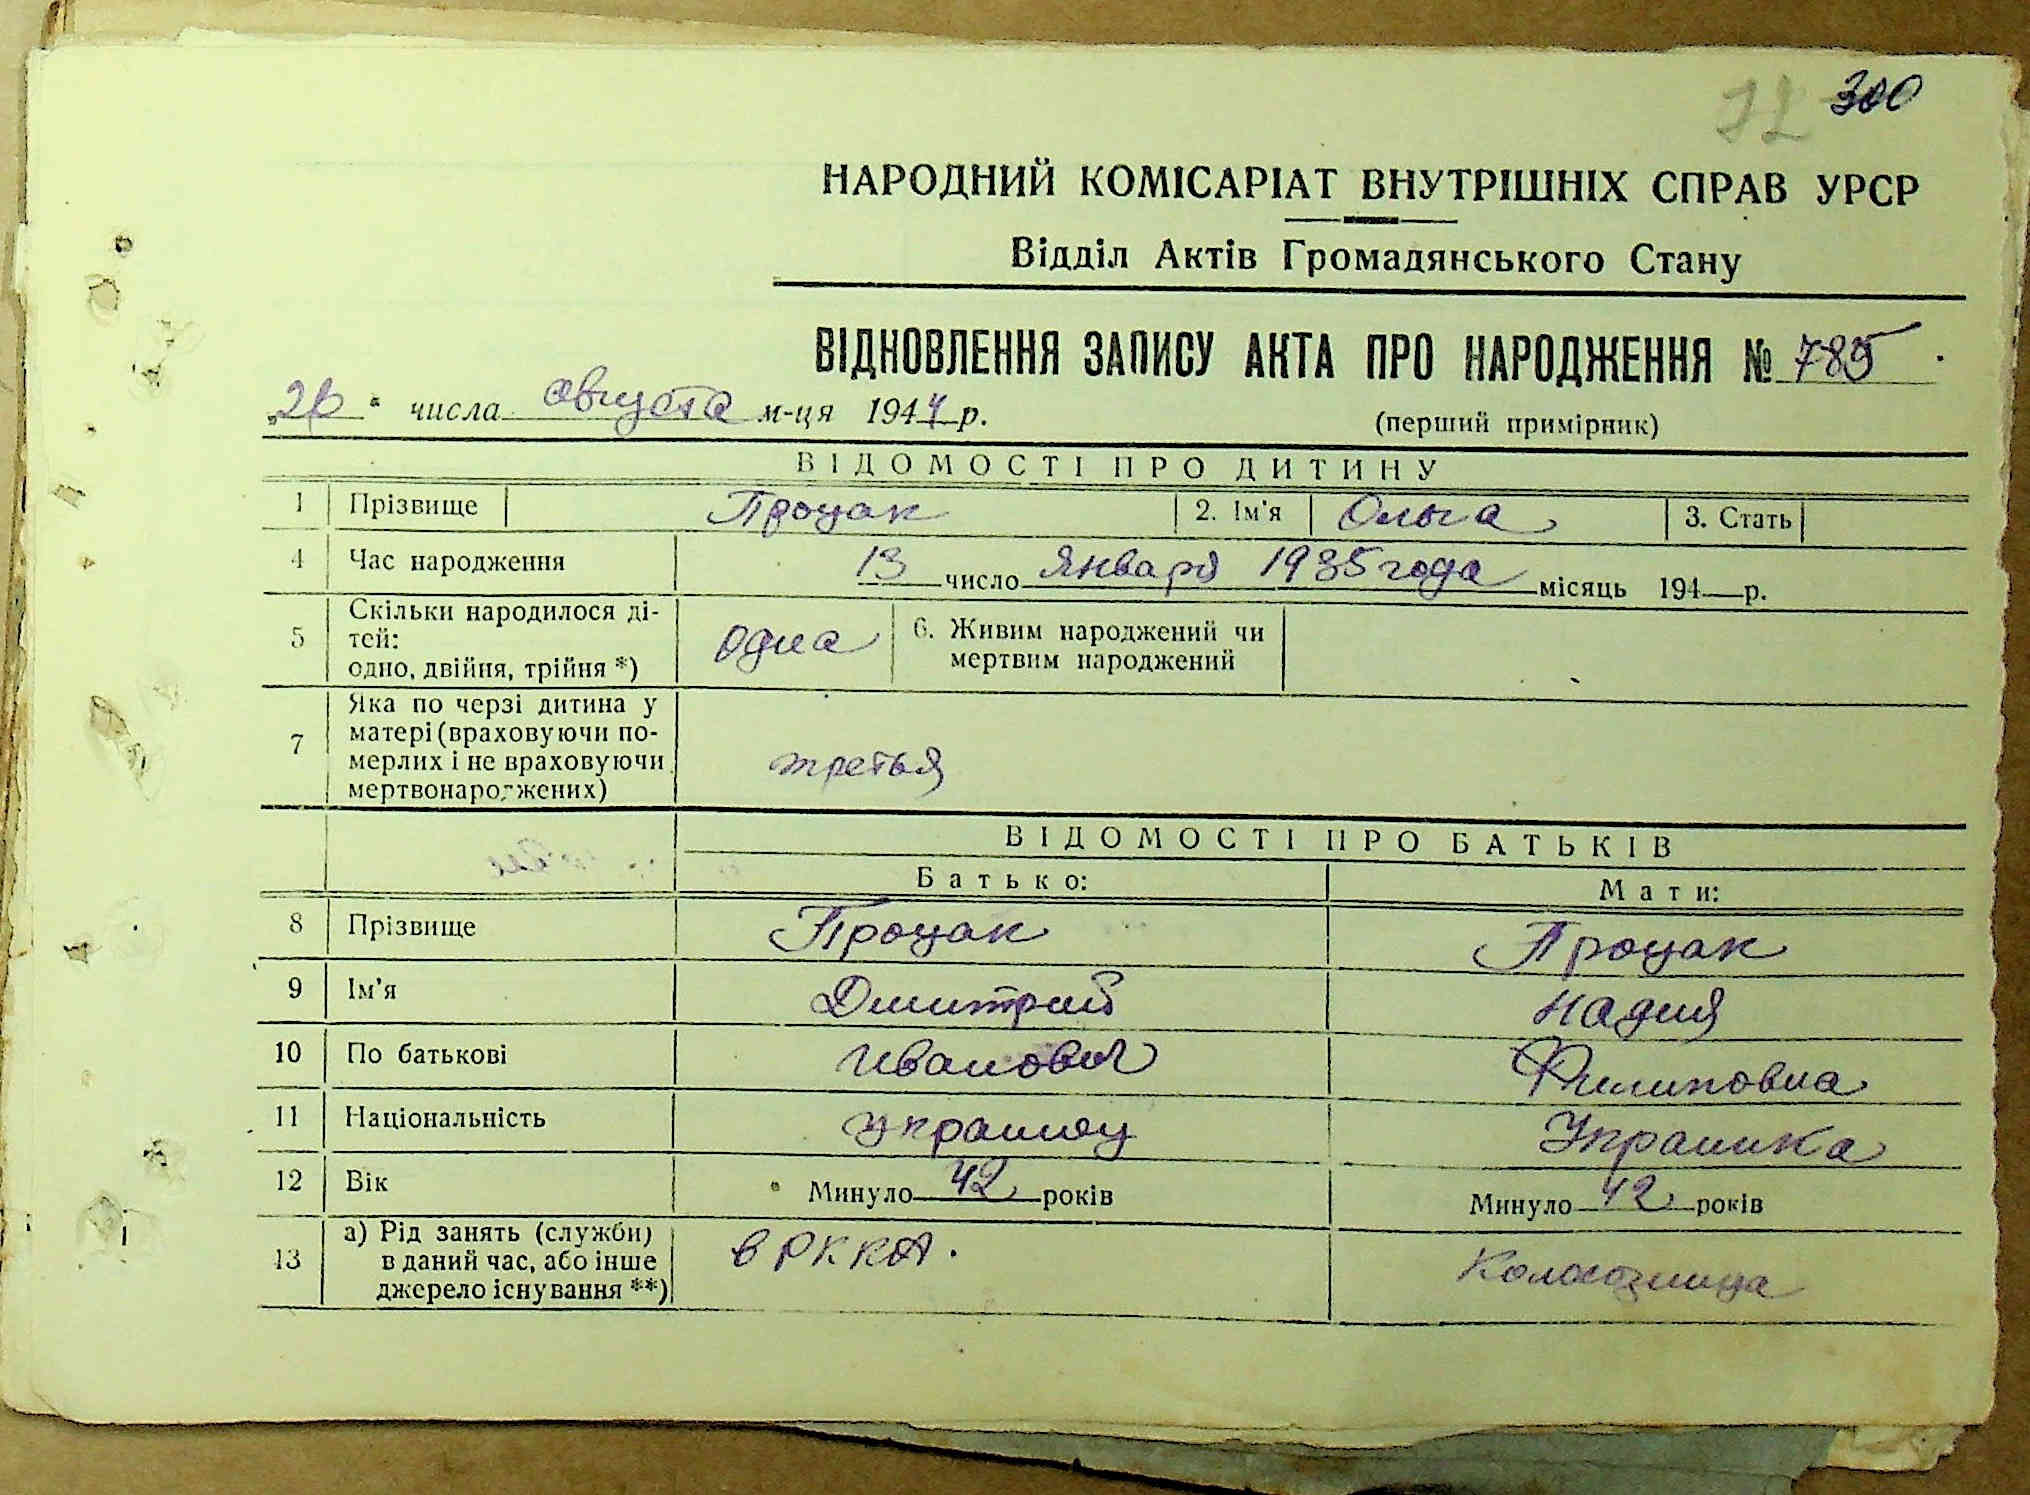 72 300
НАРОДНИЙ КОМІСАРІАТ ВНУТРІШНІХ СПРАВ УРСР
Відділ Актів Громадянського Стану
ВІДНОВЛЕННЯ ЗАПИСУ АКТА ПРО НАРОДЖЕННЯ № 785
„26" числа августа м-ця 1944 р.
(перший примірник)
ВІДОМОСТІ ПРО ДИТИНУ
1 Прізвище Процак 2. Ім'я Ольга 3. Стать
4 Час народження 13 число Января 1935 года місяць 194 р.
5 Скільки народилося ді-
тей:
одно, двійня, трійня *) одна 6. Живим народжений чи
мертвим народжений
7 Яка по черзі дитина у
матері (враховуючи по-
мерлих і не враховуючи
мертвонароджених) третья
ВІДОМОСТІ ПРО БАТЬКІВ
Батько: Мати:
8 Прізвище Процак Процак
9 Ім'я Дмитрий Надия
10 По батькові Иванович Филиповна
11 Національність Украинец Украинка
12 Вік Минуло 42 років Минуло 42 років
13 а) Рід занять (служби)
в даний час, або інше
джерело існування **) в РККА. Колхозница